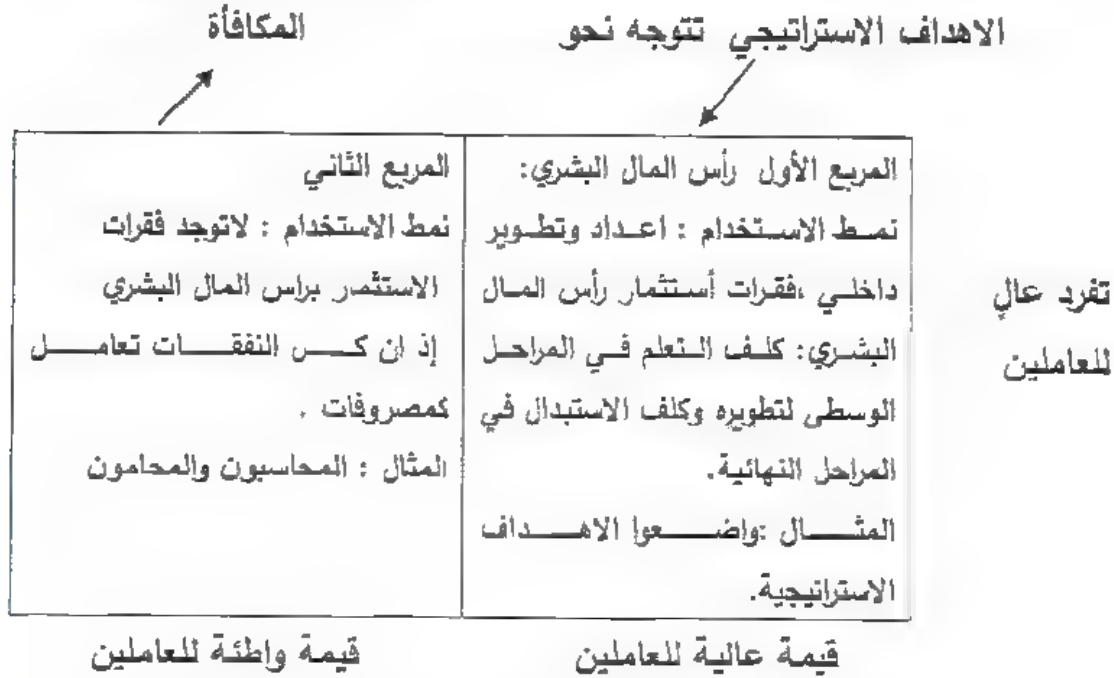 الاهداف الاستراتيجي تتوجه نحو
المكافأة
المربع الأول رأس المال البشري:
نمط الاستخدام : اعداد وتطوير
داخلي ،فقرات أستثمار رأس المال
البشري: كلف التعلم في المراحل
الوسطى لتطويره وكلف الاستبدال في
المراحل النهائية.
المثال :واضعوا الاهداف
الاستراتيجية.
المربع الثاني
نمط الاستخدام : لاتوجد فقرات
الاستثمر براس المال البشري
إذ ان كس النفقات تعامل
كمصروفات .
المثال : المحاسبون والمحامون
تفرد عالٍ
للعاملين
قيمة عالية للعاملين
قيمة واطئة للعاملين